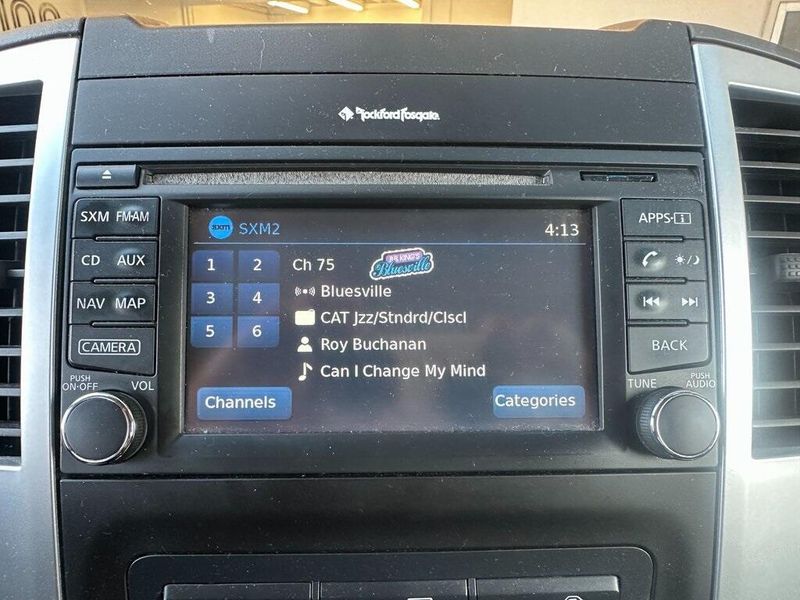 Rockford Fosgate
SXM FM·AM
CD AUX
NAV MAP
CAMERA
PUSH
ON·OFF
VOL
sxm SXM2 4:13
1 2 Ch 75 B.B. KING'S Bluesville
3 4 Bluesville
CAT Jzz/Stndrd/Clscl
5 6 Roy Buchanan
Can I Change My Mind
Channels Categories
APPS·i
BACK
TUNE PUSH
AUDIO